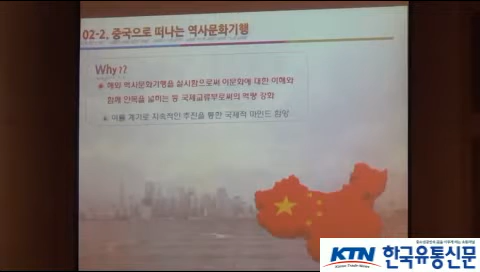 02-2. 중국으로 떠나는 역사문화기행
Why??
해외 역사문화기행을 실시함으로써 이문화에 대한 이해와
함께 안목을 넓히는 등 국제교류부로써의 역량 강화
이를 계기로 지속적인 추진을 통한 국제적 마인드 함양
KTN 한국유통신문